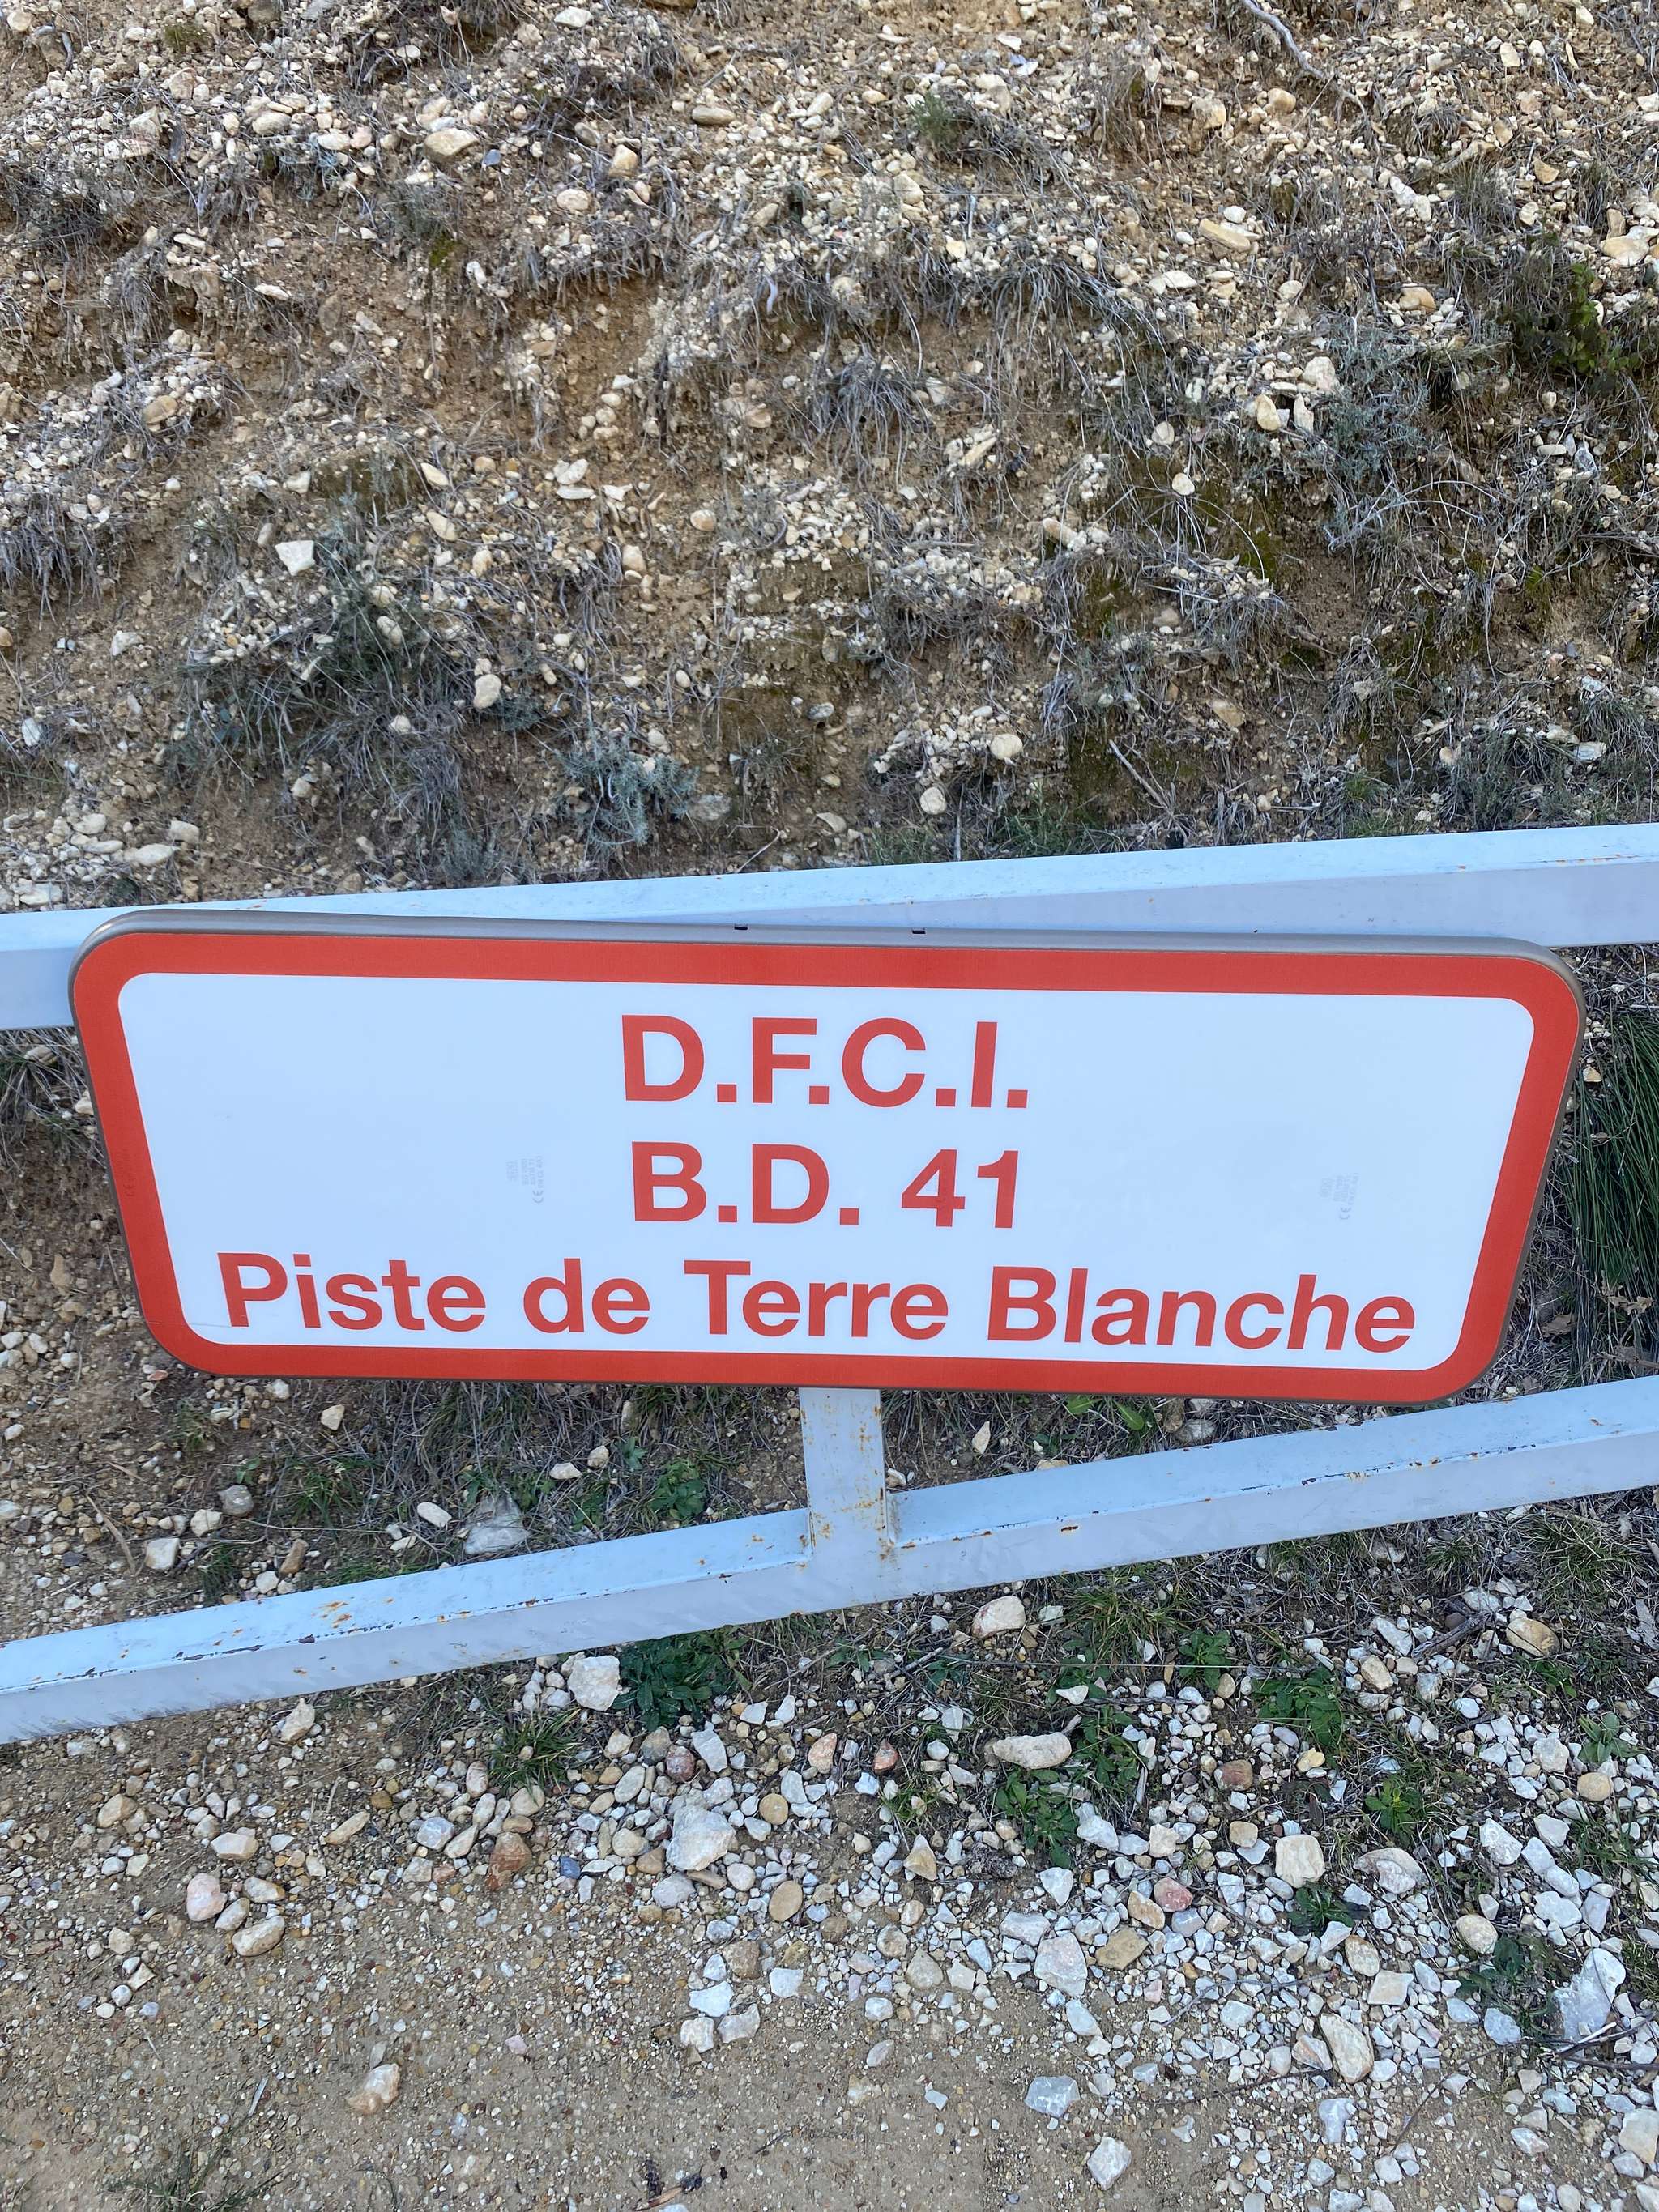 D.F.C.I.
B.D. 41
Piste de Terre Blanche